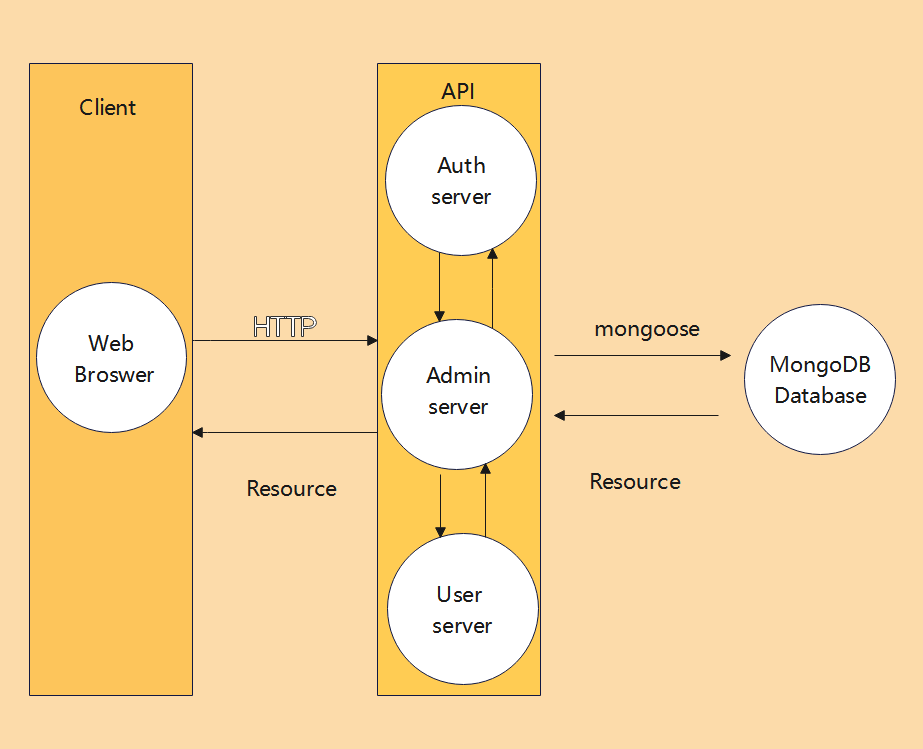 Client
Web
Broswer
HTTP
Resource
API
Auth
server
Admin
server
User
server
mongoose
Resource
MongoDB
Database